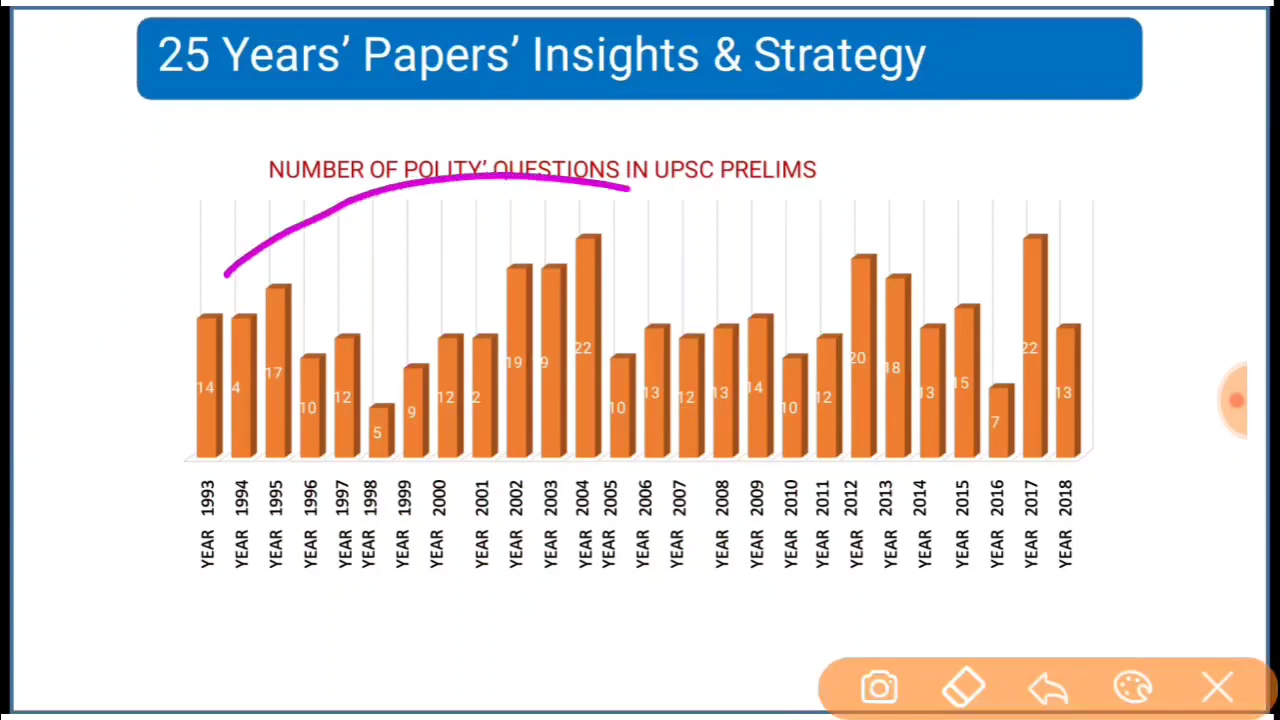 25 Years’ Papers’ Insights & Strategy
NUMBER OF POLITY’ QUESTIONS IN UPSC PRELIMS
14 4 17 10 12 5 9 12 2 19 9 22 10 13 12 13 14 10 12 20 18 13 15 7 22 13
YEAR 1993
YEAR 1994
YEAR 1995
YEAR 1996
YEAR 1997
YEAR 1998
YEAR 1999
YEAR 2000
YEAR 2001
YEAR 2002
YEAR 2003
YEAR 2004
YEAR 2005
YEAR 2006
YEAR 2007
YEAR 2008
YEAR 2009
YEAR 2010
YEAR 2011
YEAR 2012
YEAR 2013
YEAR 2014
YEAR 2015
YEAR 2016
YEAR 2017
YEAR 2018